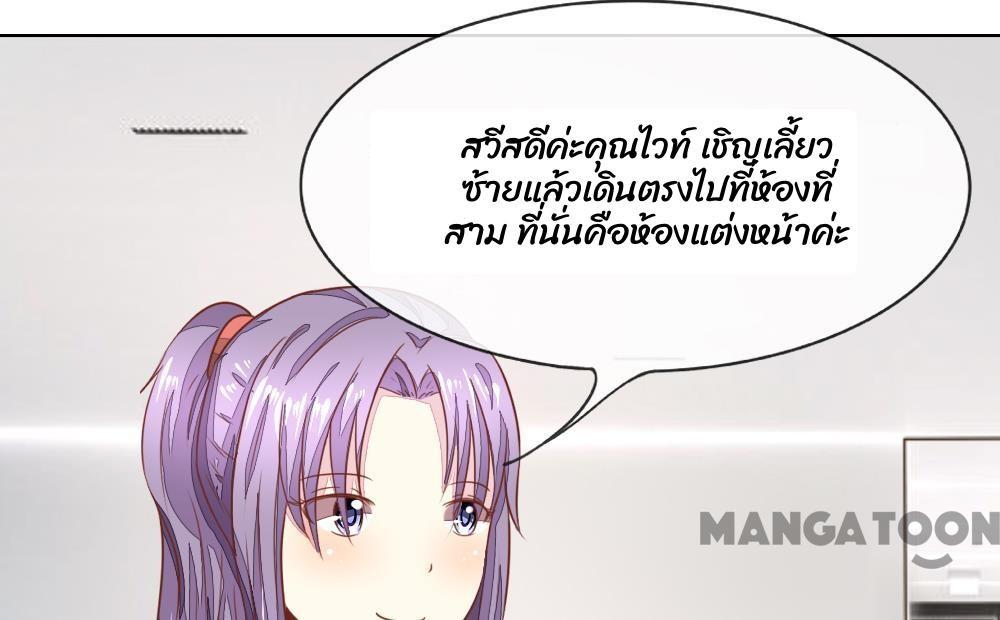 สวีสดีค่ะคุณไวท์ เชิญเลี้ยว
ซ้ายแล้วเดินตรงไปที่ห้องที่
สาม ที่นั่นคือห้องแต่งหน้าค่ะ
MANGATOON